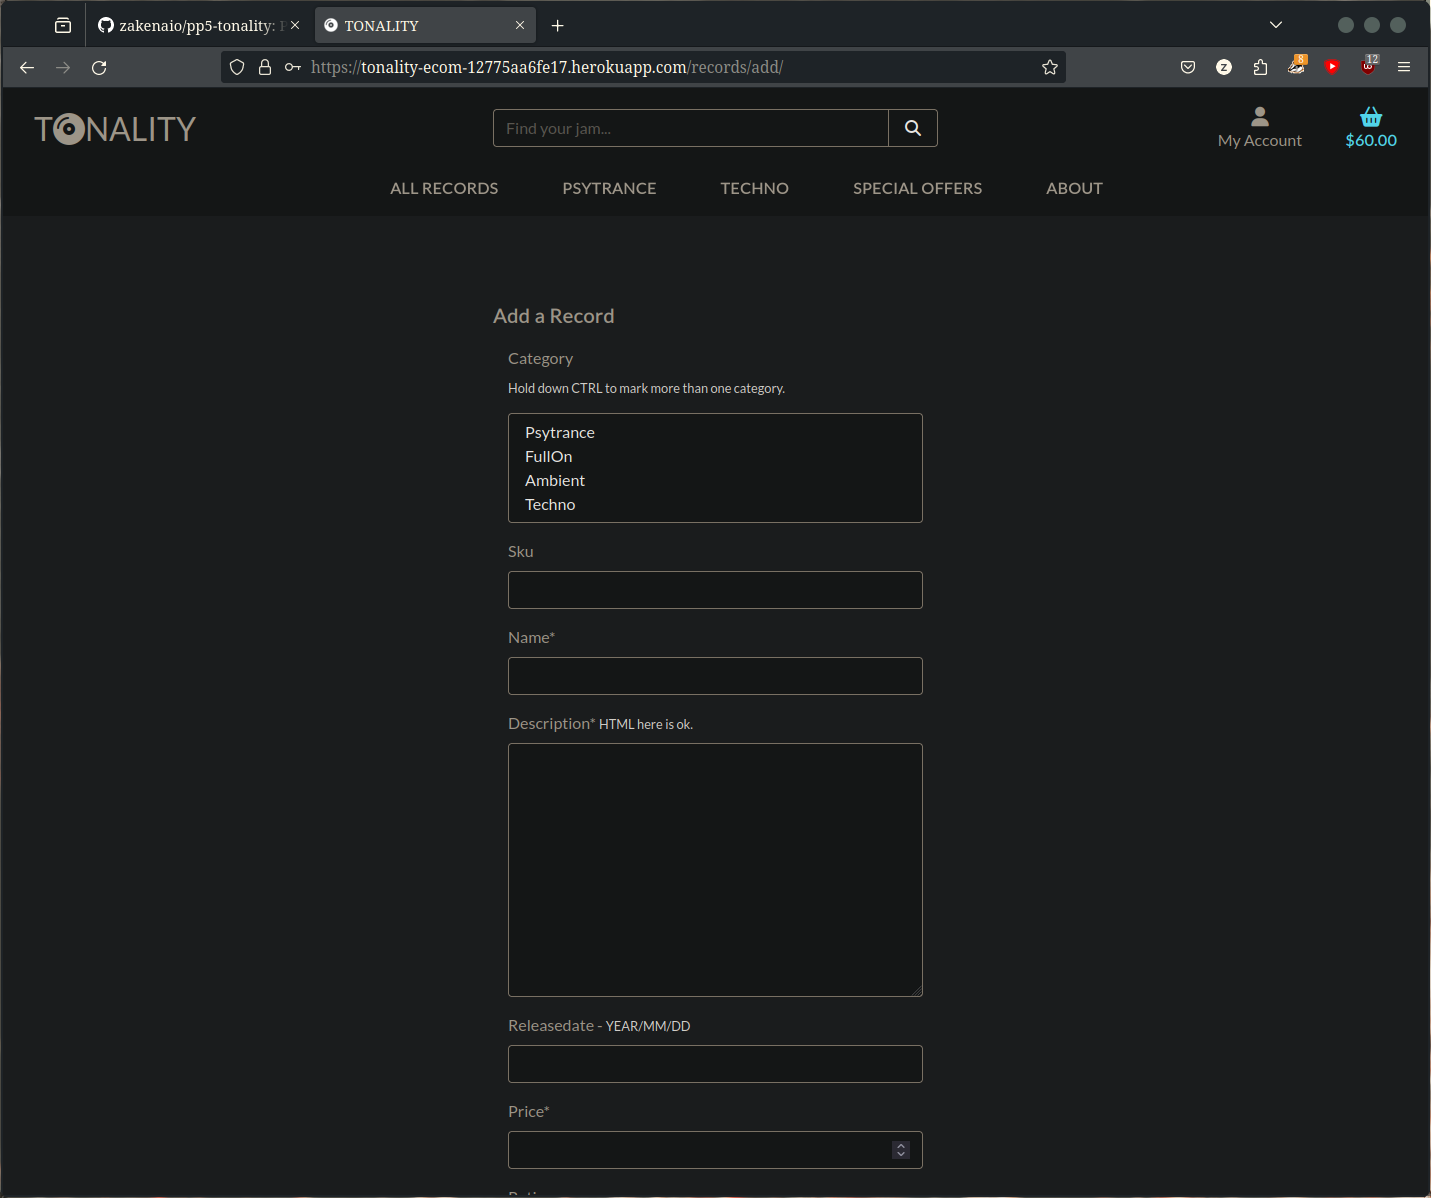 zakenaio/pp5-tonality:
TONALITY
https://tonality-ecom-12775aa6fe17.herokuapp.com/records/add/
Z
8
12
TONALITY
Find your jam...
My Account
$60.00
ALL RECORDS
PSYTRANCE
TECHNO
SPECIAL OFFERS
ABOUT
Add a Record
Category
Hold down CTRL to mark more than one category.
Psytrance
FullOn
Ambient
Techno
Sku
Name*
Description* HTML here is ok.
Releasedate - YEAR/MM/DD
Price*